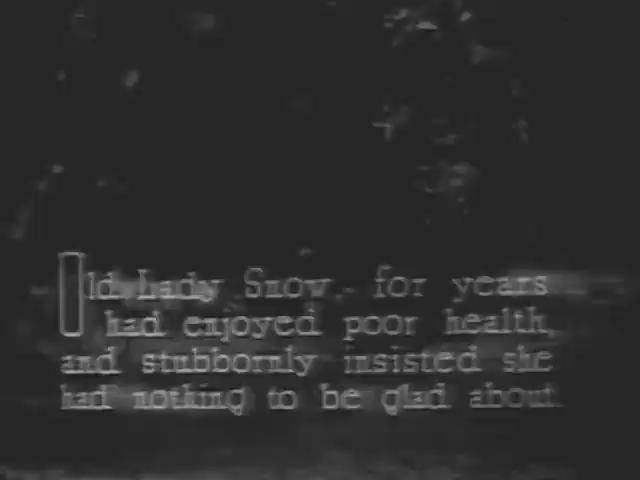 Old Lady Snow, for years
had enjoyed poor health,
and stubbornly insisted she
had nothing to be glad about.